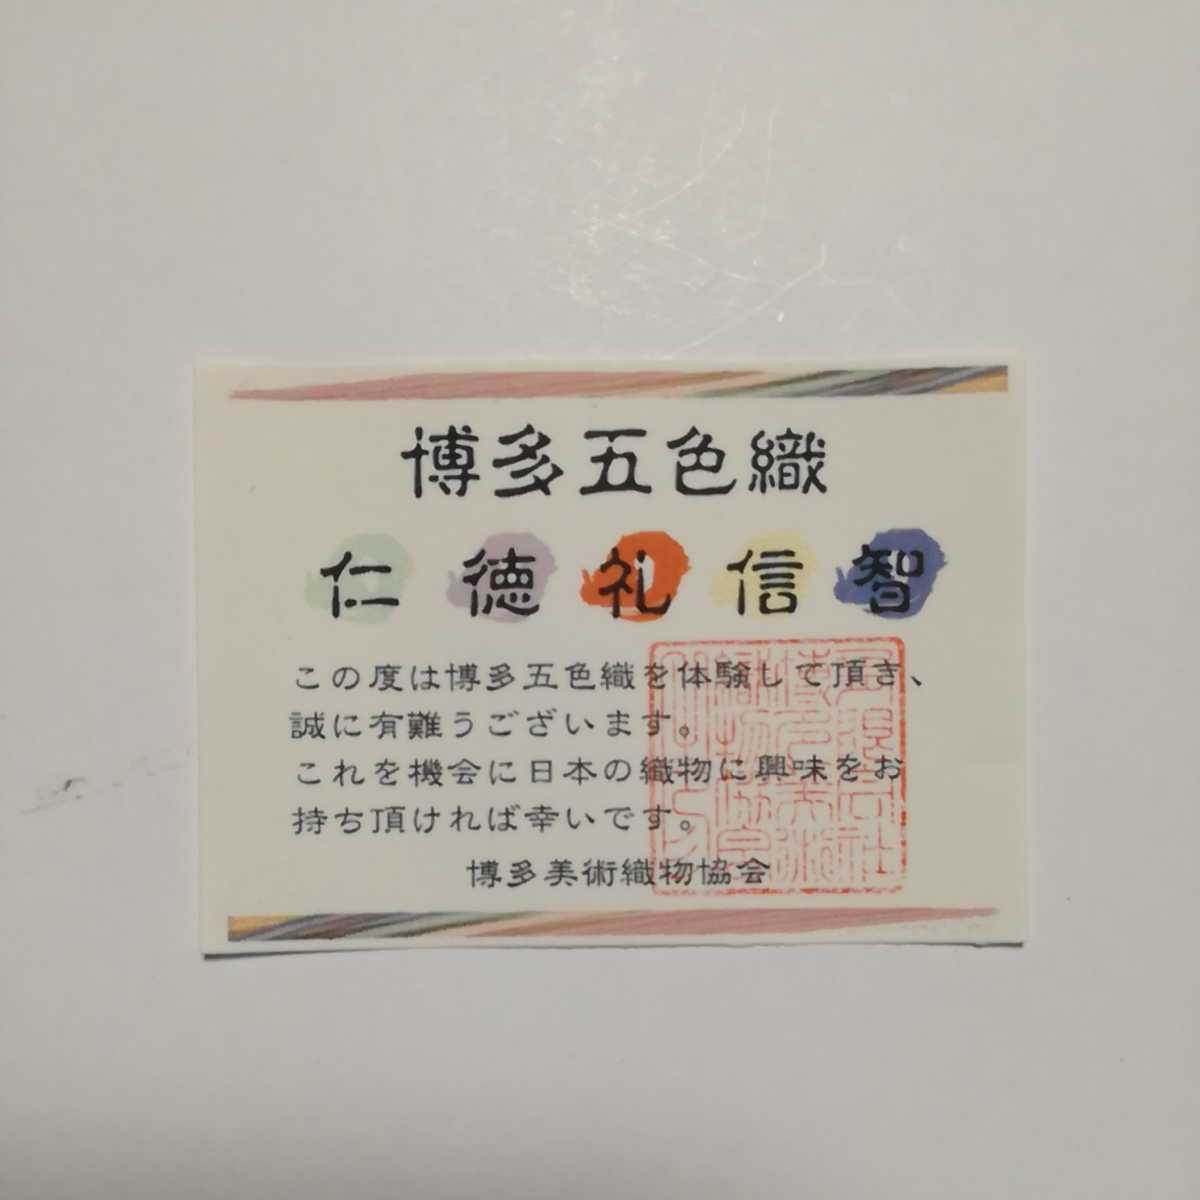 博多五色織
仁 徳 礼 信 智
この度は博多五色織を体験して頂き、
誠に有難うございます。
これを機会に日本の織物に興味をお
持ち頂ければ幸いです。
博多美術織物協会